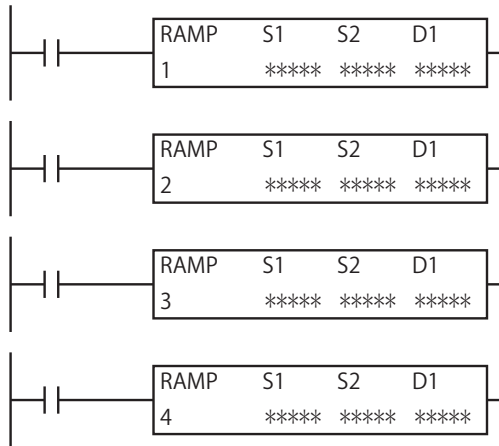 RAMP S1 S2 D1
1 ***** ***** *****
RAMP S1 S2 D1
2 ***** ***** *****
RAMP S1 S2 D1
3 ***** ***** *****
RAMP S1 S2 D1
4 ***** ***** *****